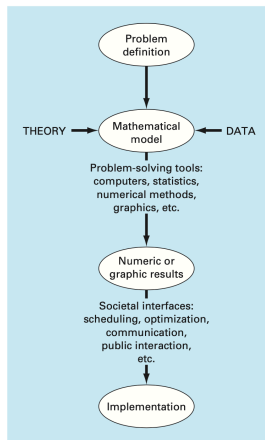 Problem
definition
THEORY
Mathematical
model
DATA
Problem-solving tools:
computers, statistics,
numerical methods,
graphics, etc.
Numeric or
graphic results
Societal interfaces:
scheduling, optimization,
communication,
public interaction,
etc.
Implementation